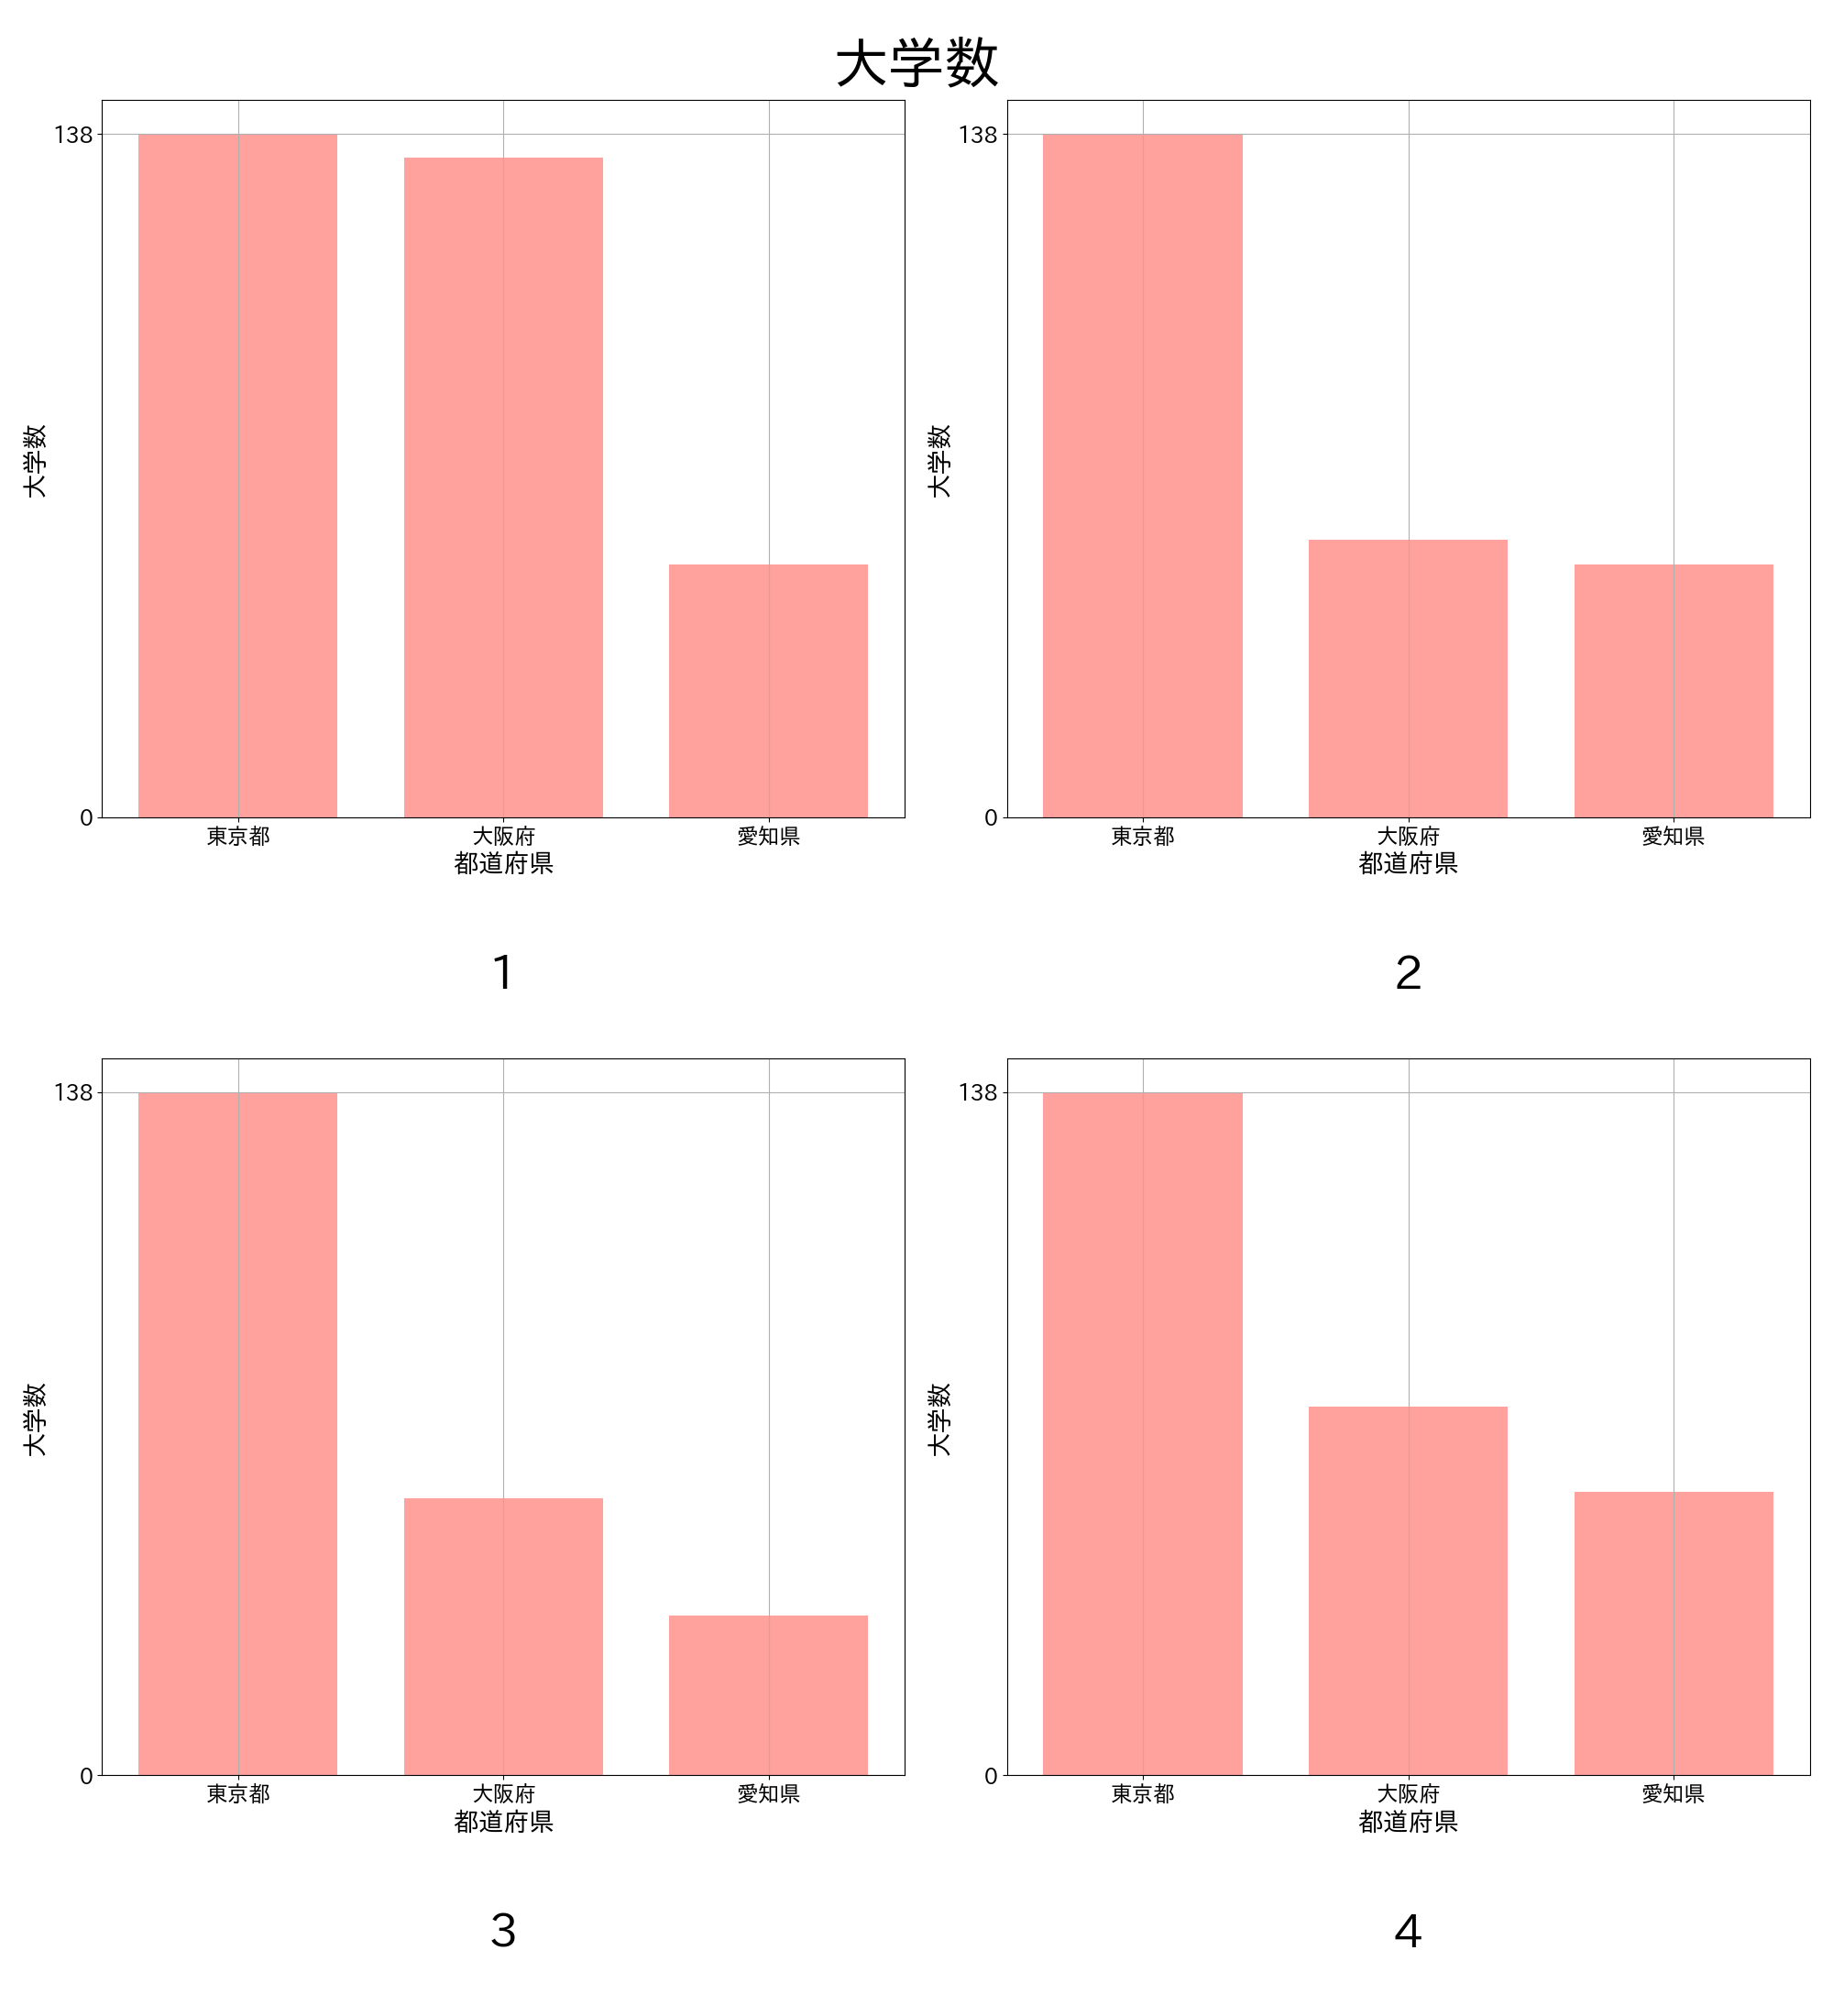 大学数
138
大学数
0
東京都 大阪府 愛知県
都道府県
1
138
大学数
0
東京都 大阪府 愛知県
都道府県
2
138
大学数
0
東京都 大阪府 愛知県
都道府県
3
138
大学数
0
東京都 大阪府 愛知県
都道府県
4